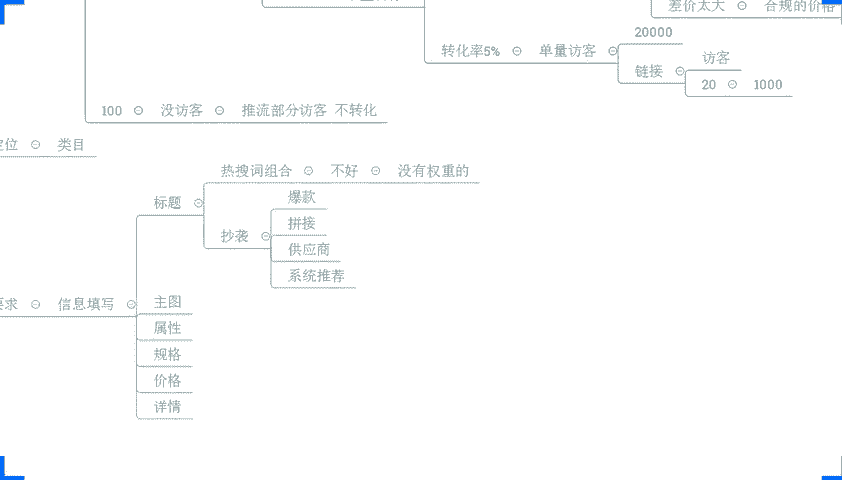 差价太大 合规的价格
20000
转化率5% 单量访客
访客
链接
20 1000
100 没访客 推流部分访客 不转化
定位 类目
热搜词组合 不好 没有权重的
爆款
标题
拼接
抄袭
供应商
系统推荐
要求 信息填写
主图
属性
规格
价格
详情